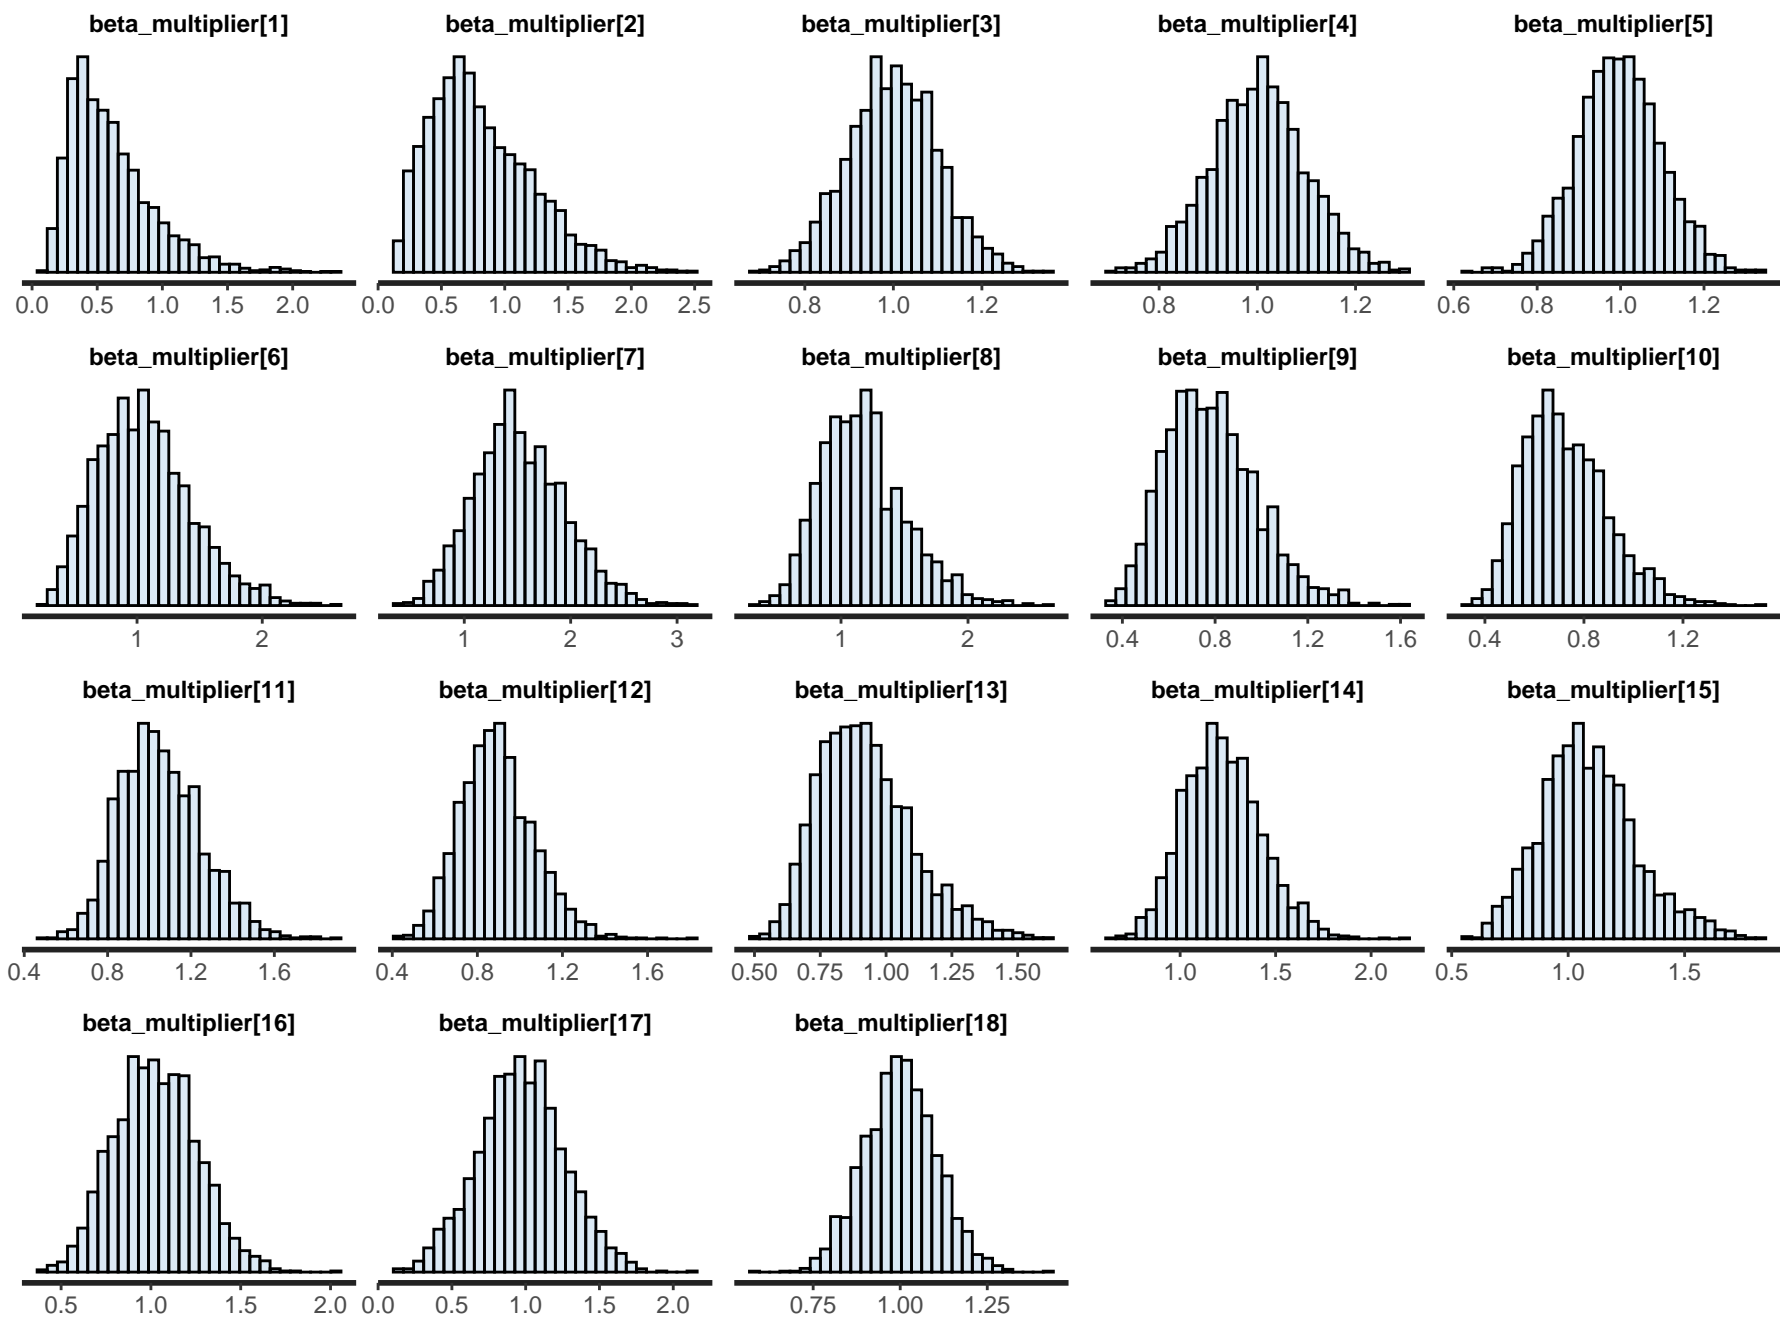 beta_multiplier[1] beta_multiplier[2] beta_multiplier[3] beta_multiplier[4] beta_multiplier[5]
0.0 0.5 1.0 1.5 2.0 0.0 0.5 1.0 1.5 2.0 2.5 0.8 1.0 1.2 0.8 1.0 1.2 0.6 0.8 1.0 1.2
beta_multiplier[6] beta_multiplier[7] beta_multiplier[8] beta_multiplier[9] beta_multiplier[10]
1 2 1 2 3 1 2 0.4 0.8 1.2 1.6 0.4 0.8 1.2
beta_multiplier[11] beta_multiplier[12] beta_multiplier[13] beta_multiplier[14] beta_multiplier[15]
0.4 0.8 1.2 1.6 0.4 0.8 1.2 1.6 0.50 0.75 1.00 1.25 1.50 1.0 1.5 2.0 0.5 1.0 1.5
beta_multiplier[16] beta_multiplier[17] beta_multiplier[18]
0.5 1.0 1.5 2.0 0.0 0.5 1.0 1.5 2.0 0.75 1.00 1.25